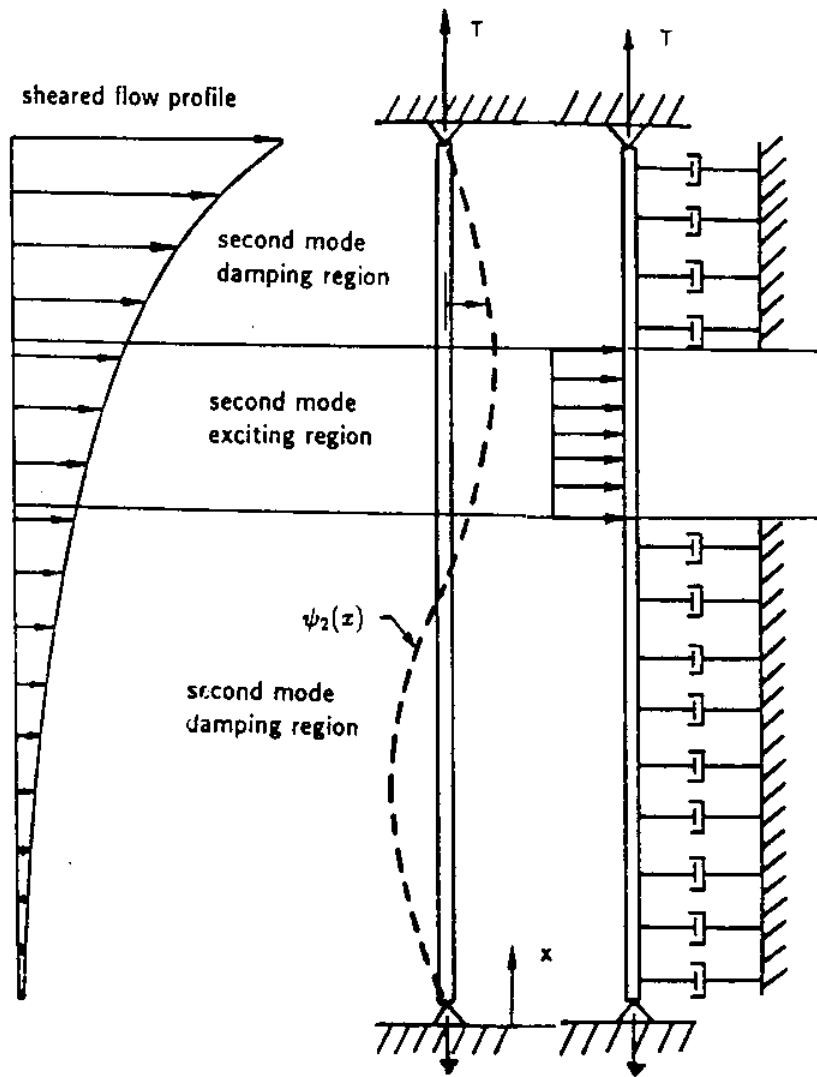 T
T
sheared flow profile
second mode
damping region
second mode
exciting region
ψ₂(x)
second mode
damping region
x